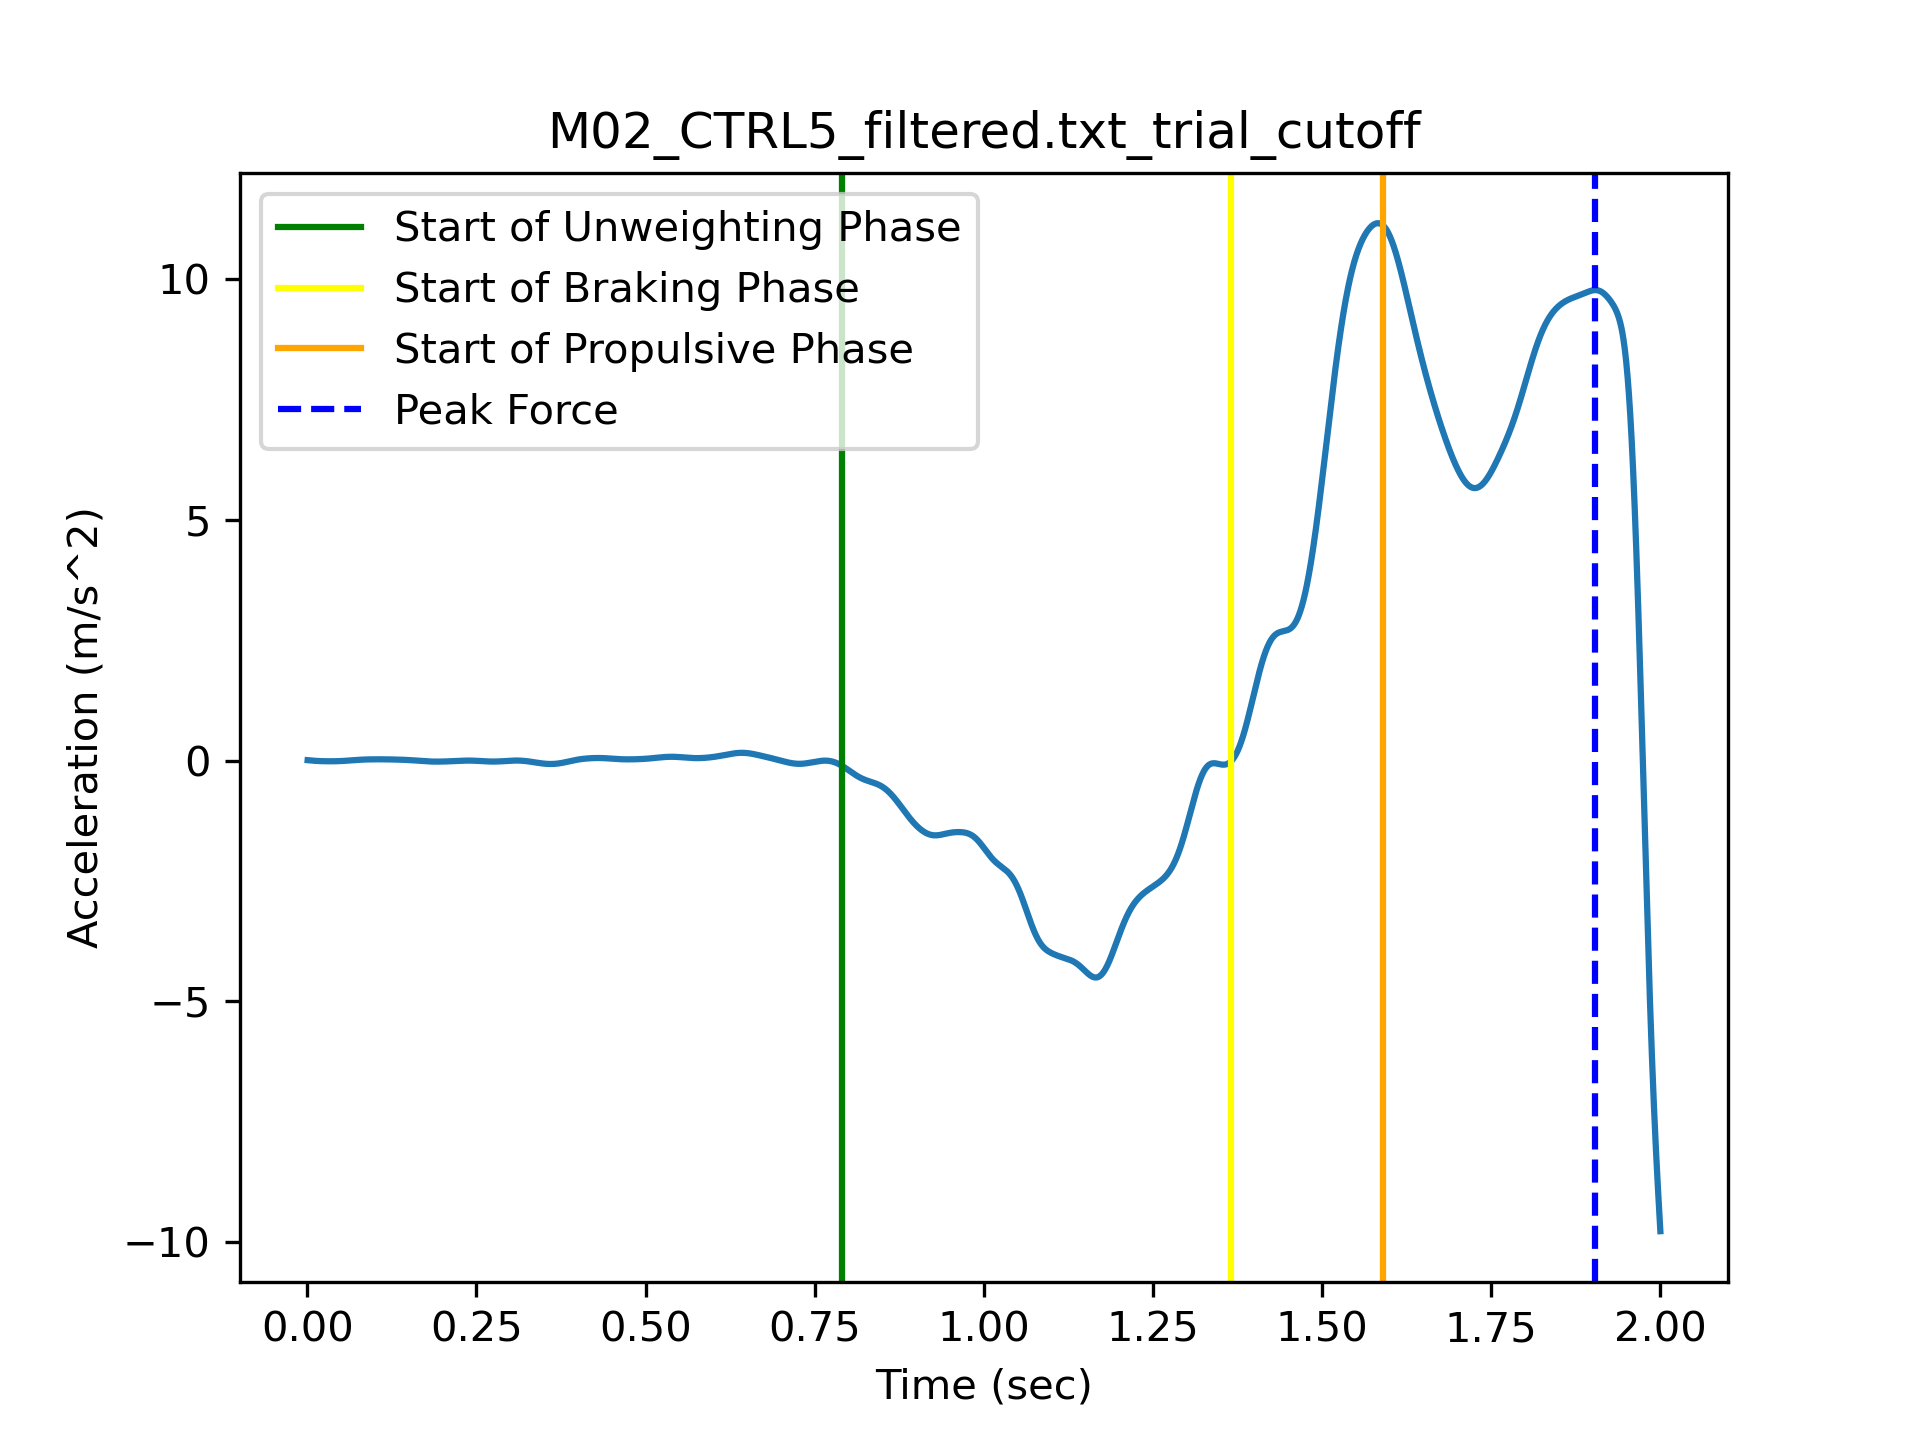 M02_CTRL5_filtered.txt_trial_cutoff
Start of Unweighting Phase
Start of Braking Phase
Start of Propulsive Phase
Peak Force
10
5
0
−5
−10
Acceleration (m/s^2)
0.00 0.25 0.50 0.75 1.00 1.25 1.50 1.75 2.00
Time (sec)